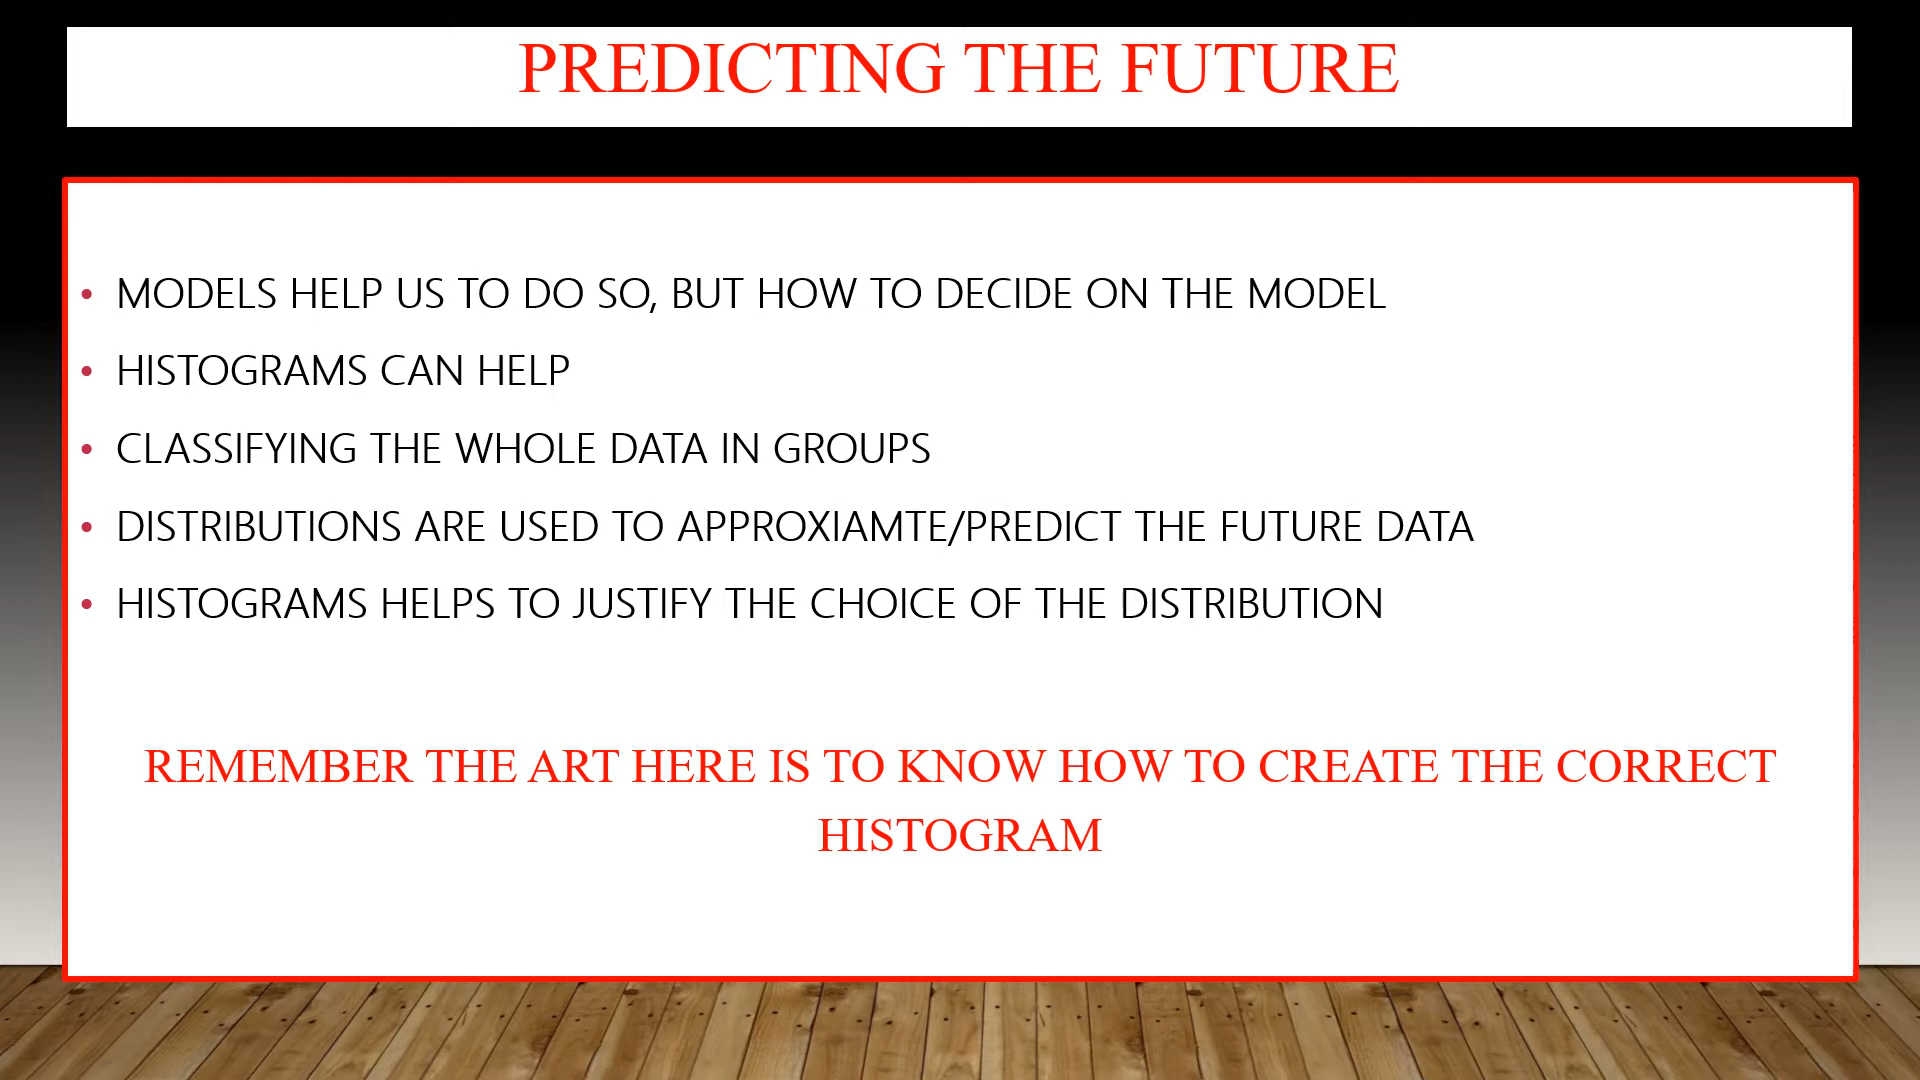 PREDICTING THE FUTURE
• MODELS HELP US TO DO SO, BUT HOW TO DECIDE ON THE MODEL
• HISTOGRAMS CAN HELP
• CLASSIFYING THE WHOLE DATA IN GROUPS
• DISTRIBUTIONS ARE USED TO APPROXIAMTE/PREDICT THE FUTURE DATA
• HISTOGRAMS HELPS TO JUSTIFY THE CHOICE OF THE DISTRIBUTION
REMEMBER THE ART HERE IS TO KNOW HOW TO CREATE THE CORRECT
HISTOGRAM